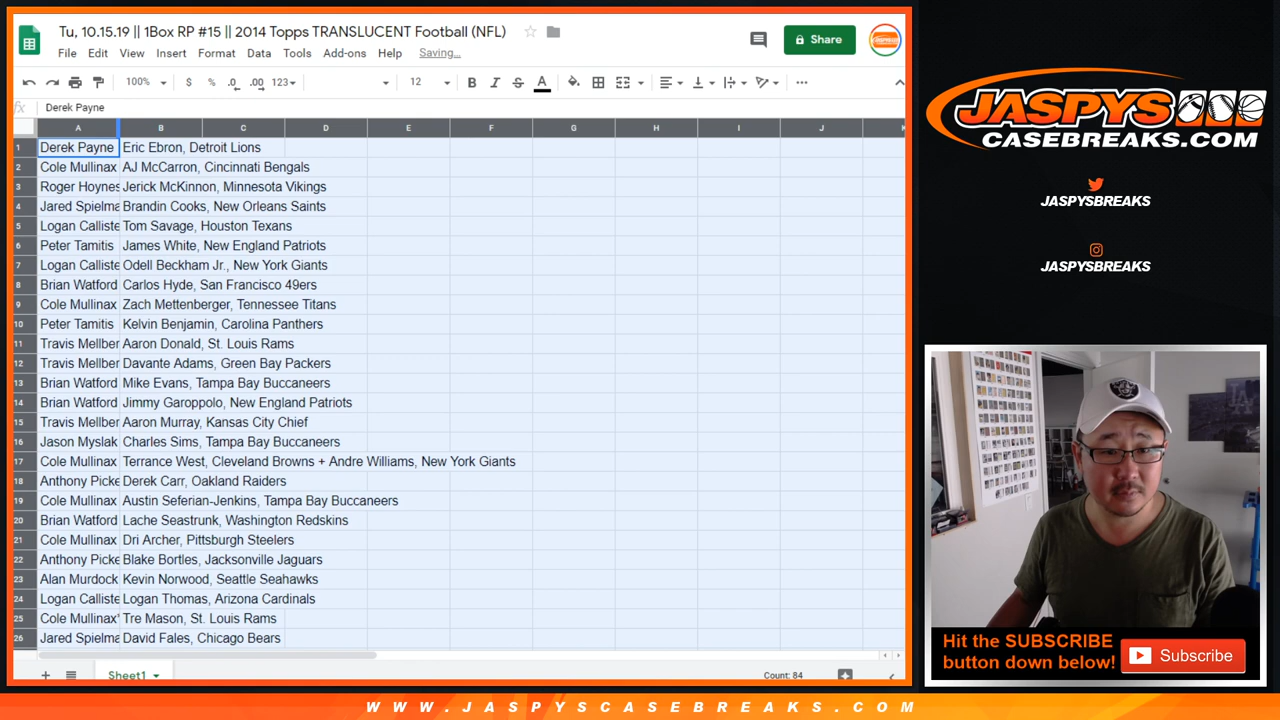 Tu, 10.15.19 || 1Box RP #15 || 2014 Topps TRANSLUCENT Football (NFL)
File Edit View Insert Format Data Tools Add-ons Help Saving...
Share
100% $ % .0 .00 123 12 B I S A
fx Derek Payne
A B C D E F G H I J
1 Derek Payne Eric Ebron, Detroit Lions
2 Cole Mullinax AJ McCarron, Cincinnati Bengals
3 Roger Hoynes Jerick McKinnon, Minnesota Vikings
4 Jared Spielma Brandin Cooks, New Orleans Saints
5 Logan Calliste Tom Savage, Houston Texans
6 Peter Tamitis James White, New England Patriots
7 Logan Calliste Odell Beckham Jr., New York Giants
8 Brian Watford Carlos Hyde, San Francisco 49ers
9 Cole Mullinax Zach Mettenberger, Tennessee Titans
10 Peter Tamitis Kelvin Benjamin, Carolina Panthers
11 Travis Mellber Aaron Donald, St. Louis Rams
12 Travis Mellber Davante Adams, Green Bay Packers
13 Brian Watford Mike Evans, Tampa Bay Buccaneers
14 Brian Watford Jimmy Garoppolo, New England Patriots
15 Travis Mellber Aaron Murray, Kansas City Chief
16 Jason Myslak Charles Sims, Tampa Bay Buccaneers
17 Cole Mullinax Terrance West, Cleveland Browns + Andre Williams, New York Giants
18 Anthony Picke Derek Carr, Oakland Raiders
19 Cole Mullinax Austin Seferian-Jenkins, Tampa Bay Buccaneers
20 Brian Watford Lache Seastrunk, Washington Redskins
21 Cole Mullinax Dri Archer, Pittsburgh Steelers
22 Anthony Picke Blake Bortles, Jacksonville Jaguars
23 Alan Murdock Kevin Norwood, Seattle Seahawks
24 Logan Calliste Logan Thomas, Arizona Cardinals
25 Cole Mullinax* Tre Mason, St. Louis Rams
26 Jared Spielma David Fales, Chicago Bears
Sheet1
Count: 84
JASPYS
CASEBREAKS.COM
JASPYSBREAKS
JASPYSBREAKS
Hit the SUBSCRIBE
button down below!
Subscribe
WWW.JASPYSCASEBREAKS.COM